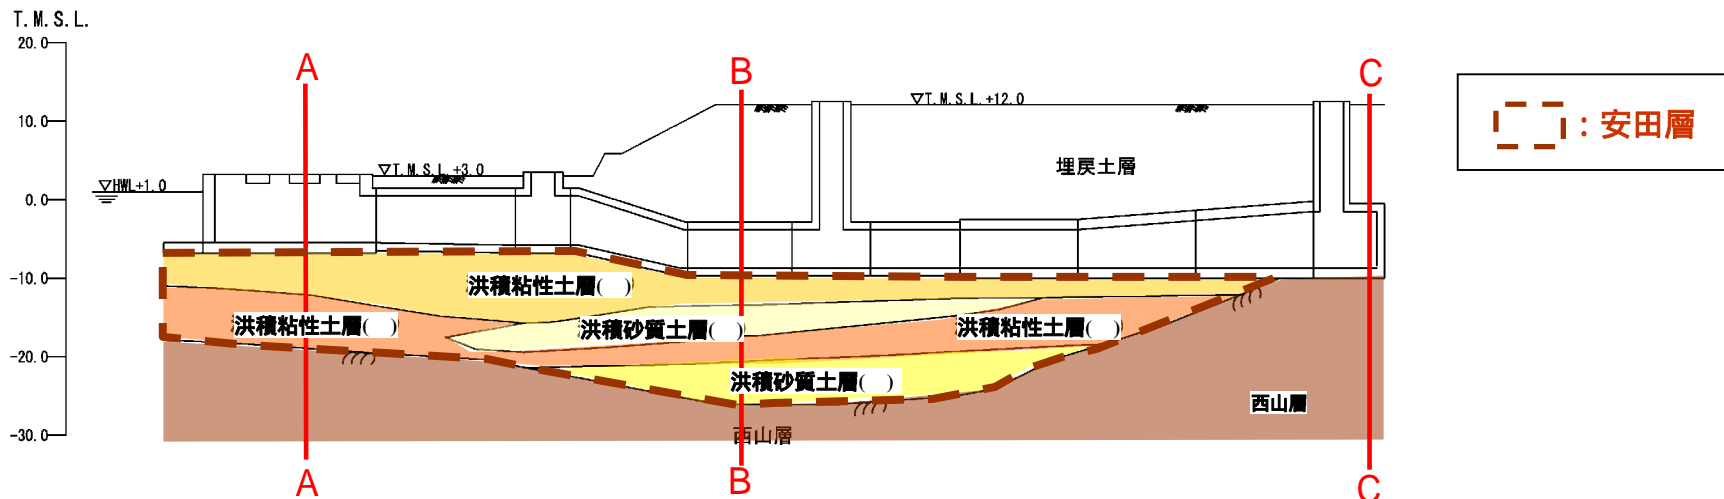 T.M.S.L.
20.0
10.0
0.0
-10.0
-20.0
-30.0
A
B
C
▽HWL+1.0
▽T.M.S.L.+3.0
▽T.M.S.L.+12.0
埋戻土層
:安田層
洪積粘性土層( )
洪積粘性土層( )
洪積砂質土層( )
洪積粘性土層( )
洪積砂質土層( )
西山層
西山層
A
B
C